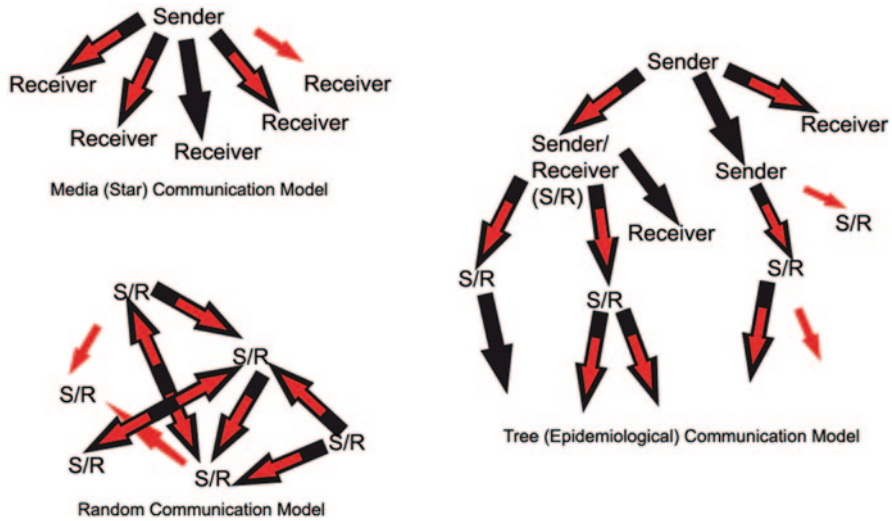 Sender
Receiver
Receiver
Receiver
Receiver
Receiver
Media (Star) Communication Model
S/R
S/R
S/R
S/R
S/R
S/R
Random Communication Model
Sender
Receiver
Sender/
Receiver
(S/R)
Sender
S/R
Receiver
S/R
S/R
S/R
Tree (Epidemiological) Communication Model